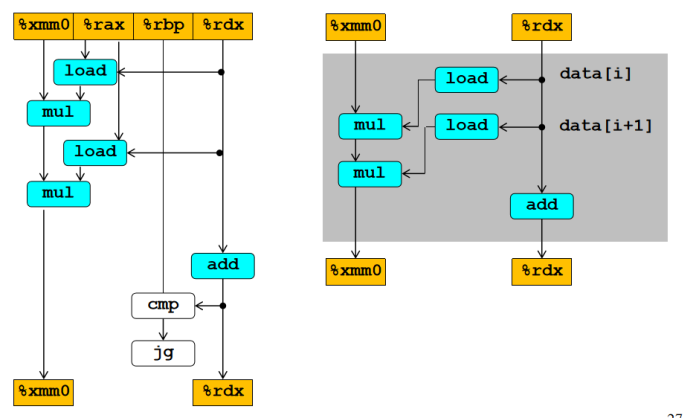 %xmm0 %rax %rbp %rdx
load
mul
load
mul
add
cmp
jg
%xmm0 %rdx
%xmm0 %rdx
load data[i]
mul load data[i+1]
mul
add
%xmm0 %rdx